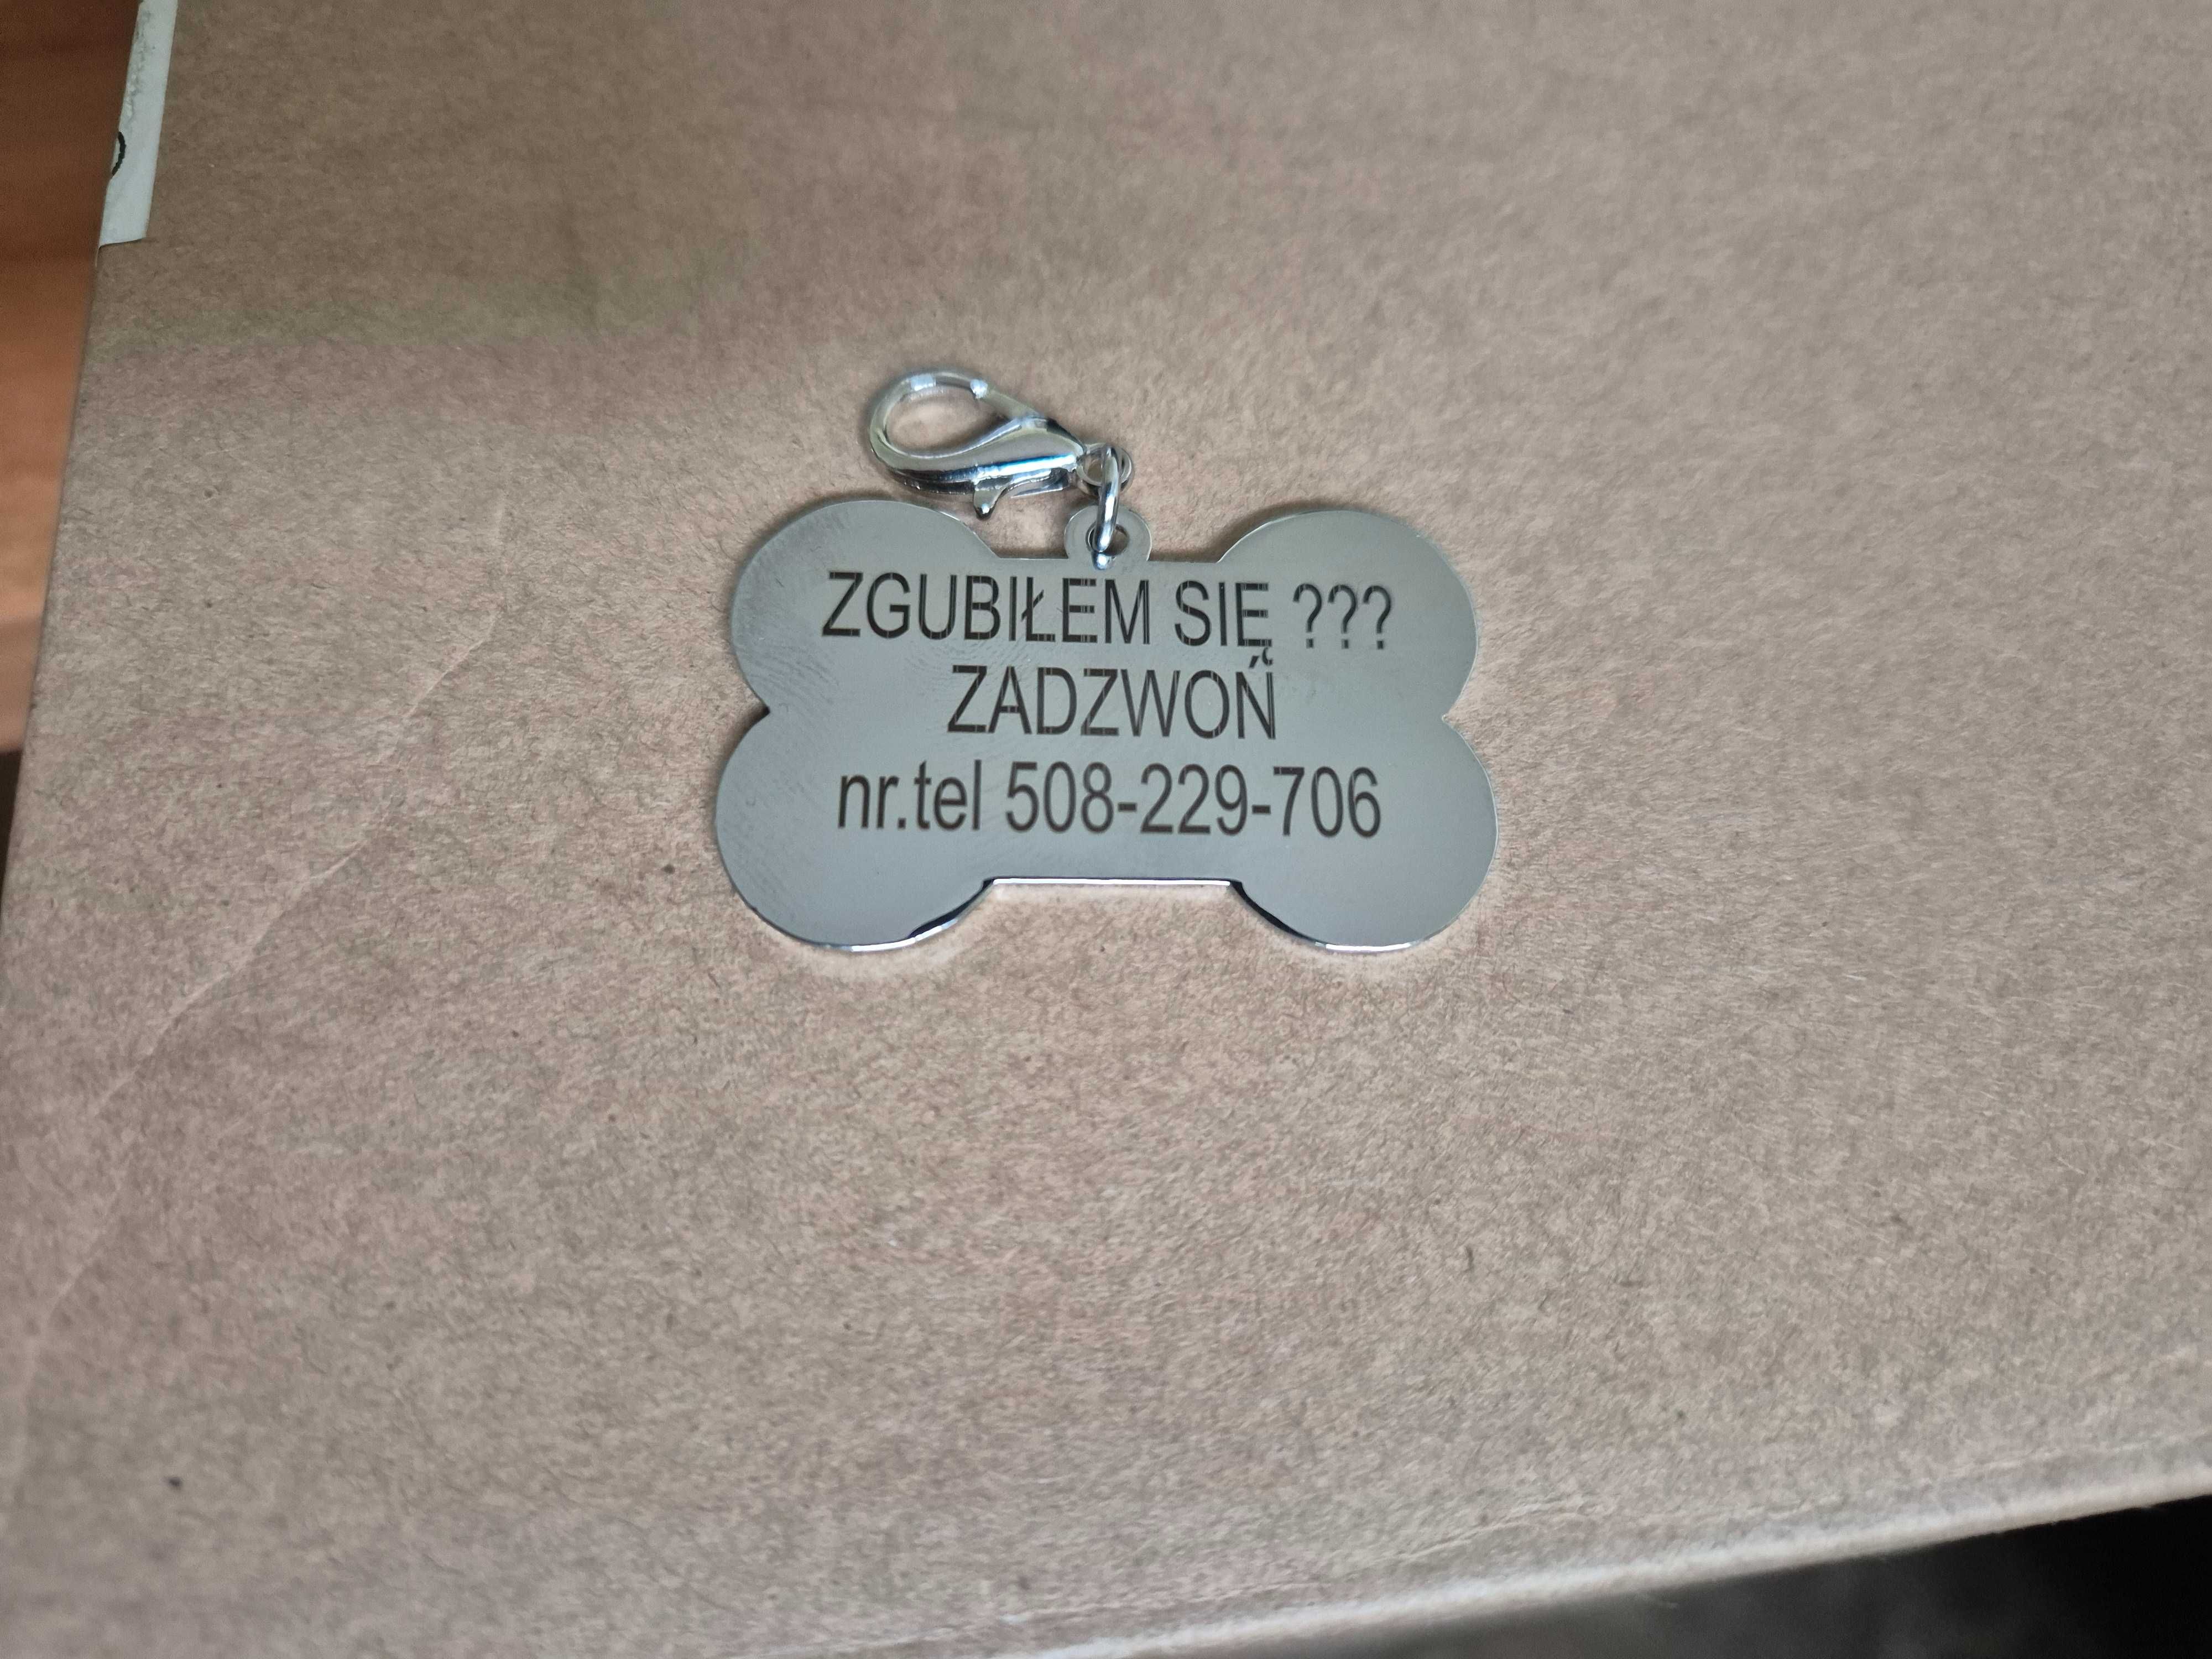 ZGUBIŁEM SIĘ ???
ZADZWOŃ
nr.tel 508-229-706